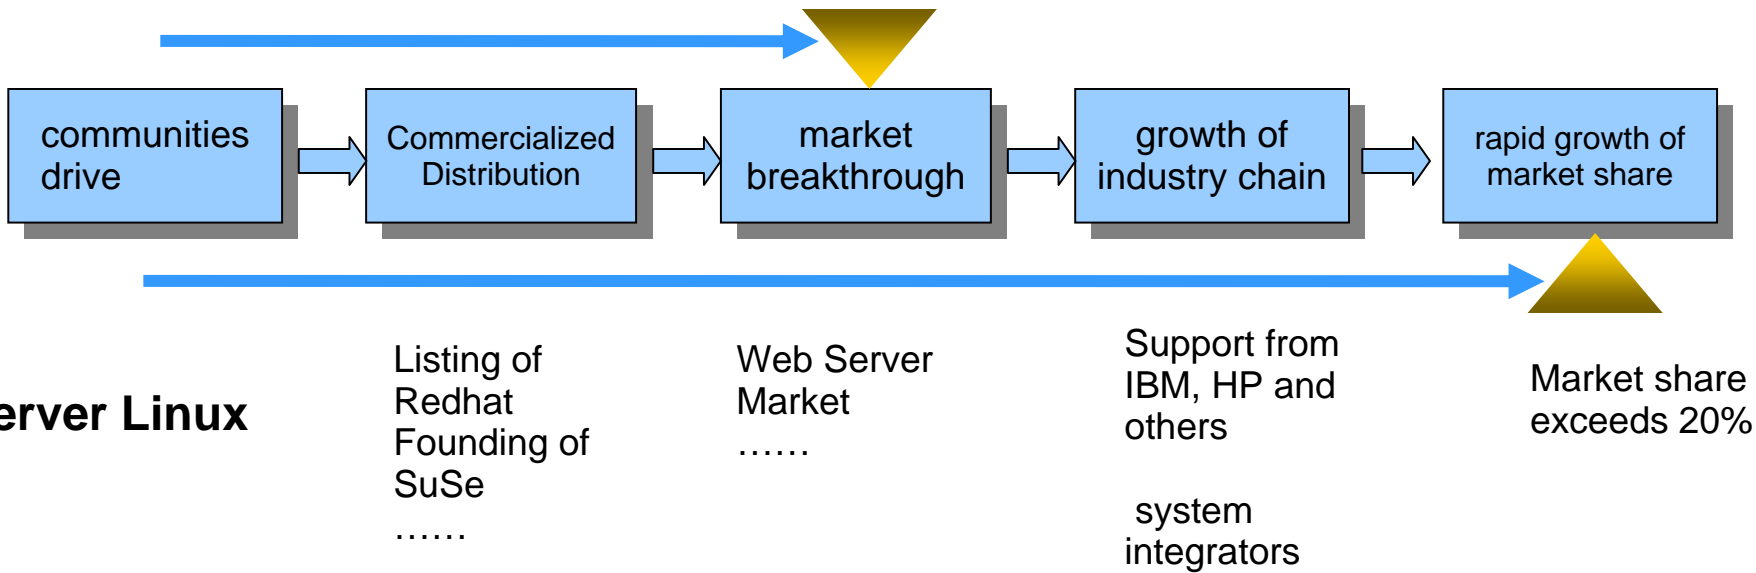 communities
drive
Commercialized
Distribution
market
breakthrough
growth of
industry chain
rapid growth of
market share
erver Linux
Listing of
Redhat
Founding of
SuSe
……
Web Server
Market
……
Support from
IBM, HP and
others
system
integrators
Market share
exceeds 20%